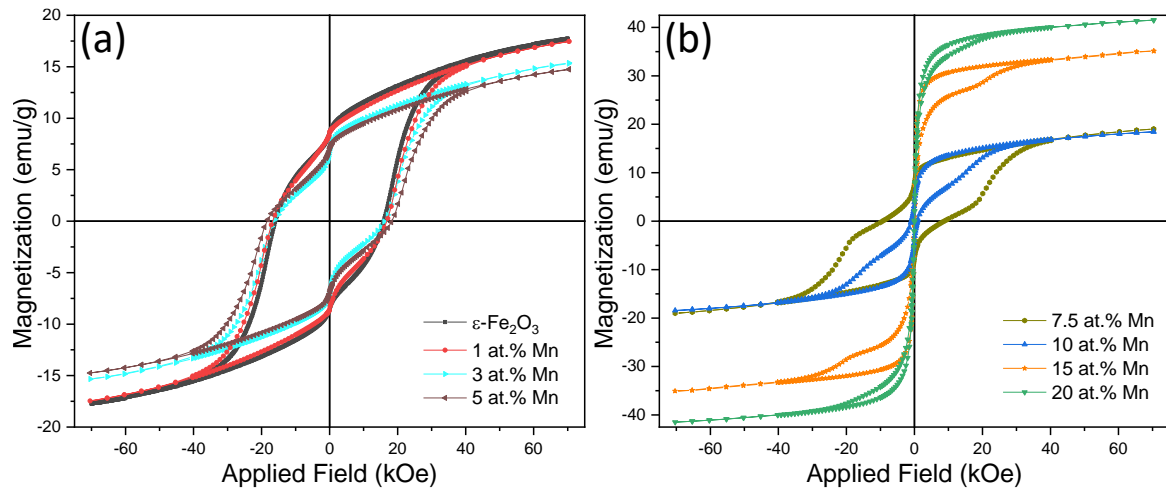 (a)
20
15
10
5
0
-5
-10
-15
-20
Magnetization (emu/g)
-60 -40 -20 0 20 40 60
Applied Field (kOe)
ε-Fe₂O₃
1 at.% Mn
3 at.% Mn
5 at.% Mn
(b)
40
30
20
10
0
-10
-20
-30
-40
Magnetization (emu/g)
-60 -40 -20 0 20 40 60
Applied Field (kOe)
7.5 at.% Mn
10 at.% Mn
15 at.% Mn
20 at.% Mn